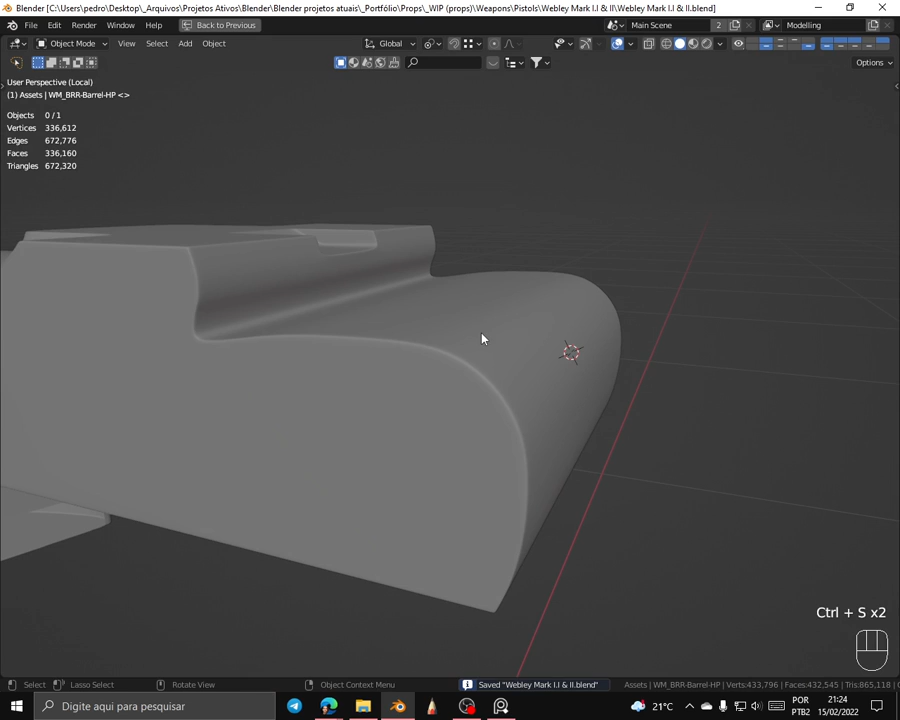 Blender [C:\Users\pedro\Desktop\_Arquivos\Projetos Ativos\Blender\Blender projetos atuais\_Portfólio\Props\_WIP (props)\Weapons\Pistols\Webley Mark I.I & II\Webley Mark I.I & II.blend]
File Edit Render Window Help Back to Previous Main Scene 2 Modelling
Object Mode View Select Add Object Global
Options
User Perspective (Local)
(1) Assets | WM_BRR-Barrel-HP <>
Objects 0 / 1
Vertices 336,612
Edges 672,776
Faces 336,160
Triangles 672,320
Ctrl + S x2
Select Lasso Select Rotate View Object Context Menu Saved "Webley Mark I.I & II.blend" Assets | WM_BRR-Barrel-HP | Verts:433,796 | Faces:432,545 | Tris:865,118 |
Digite aqui para pesquisar 21°C POR 21:24
PTB2 15/02/2022